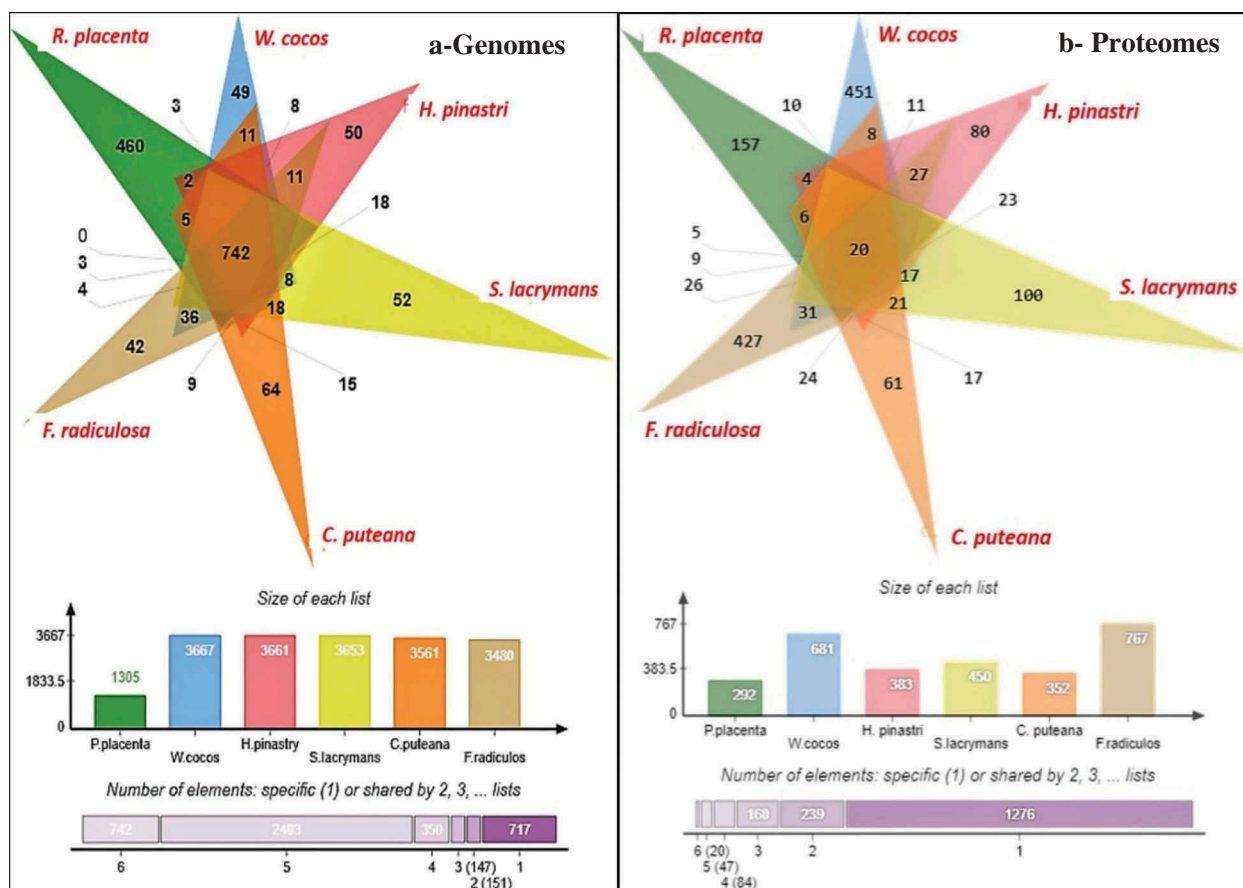 a-Genomes
R. placenta
W. cocos
H. pinastri
S. lacrymans
C. puteana
F. radiculosa
49
3
8
11
50
460
2
11
18
5
0
742
3
8
4
52
36
18
42
9
64
15
Size of each list
3667
1833.5
0
1305
3667
3661
3653
3561
3480
P.placenta
W.cocos
H.pinastry
S.lacrymans
C.puteana
F.radiculos
Number of elements: specific (1) or shared by 2, 3, ... lists
742
2403
350
717
6
5
4
3 (147)
2 (151)
1
b- Proteomes
R. placenta
W. cocos
H. pinastri
S. lacrymans
C. puteana
F. radiculosa
451
10
11
8
80
157
4
27
23
6
5
20
9
17
26
100
31
21
427
24
61
17
Size of each list
767
383.5
0
292
681
383
450
352
767
P.placenta
W.cocos
H. pinastri
S.lacrymans
C. puteana
F.radiculos
Number of elements: specific (1) or shared by 2, 3, ... lists
160
239
1276
6 (20)
5 (47)
4 (84)
3
2
1